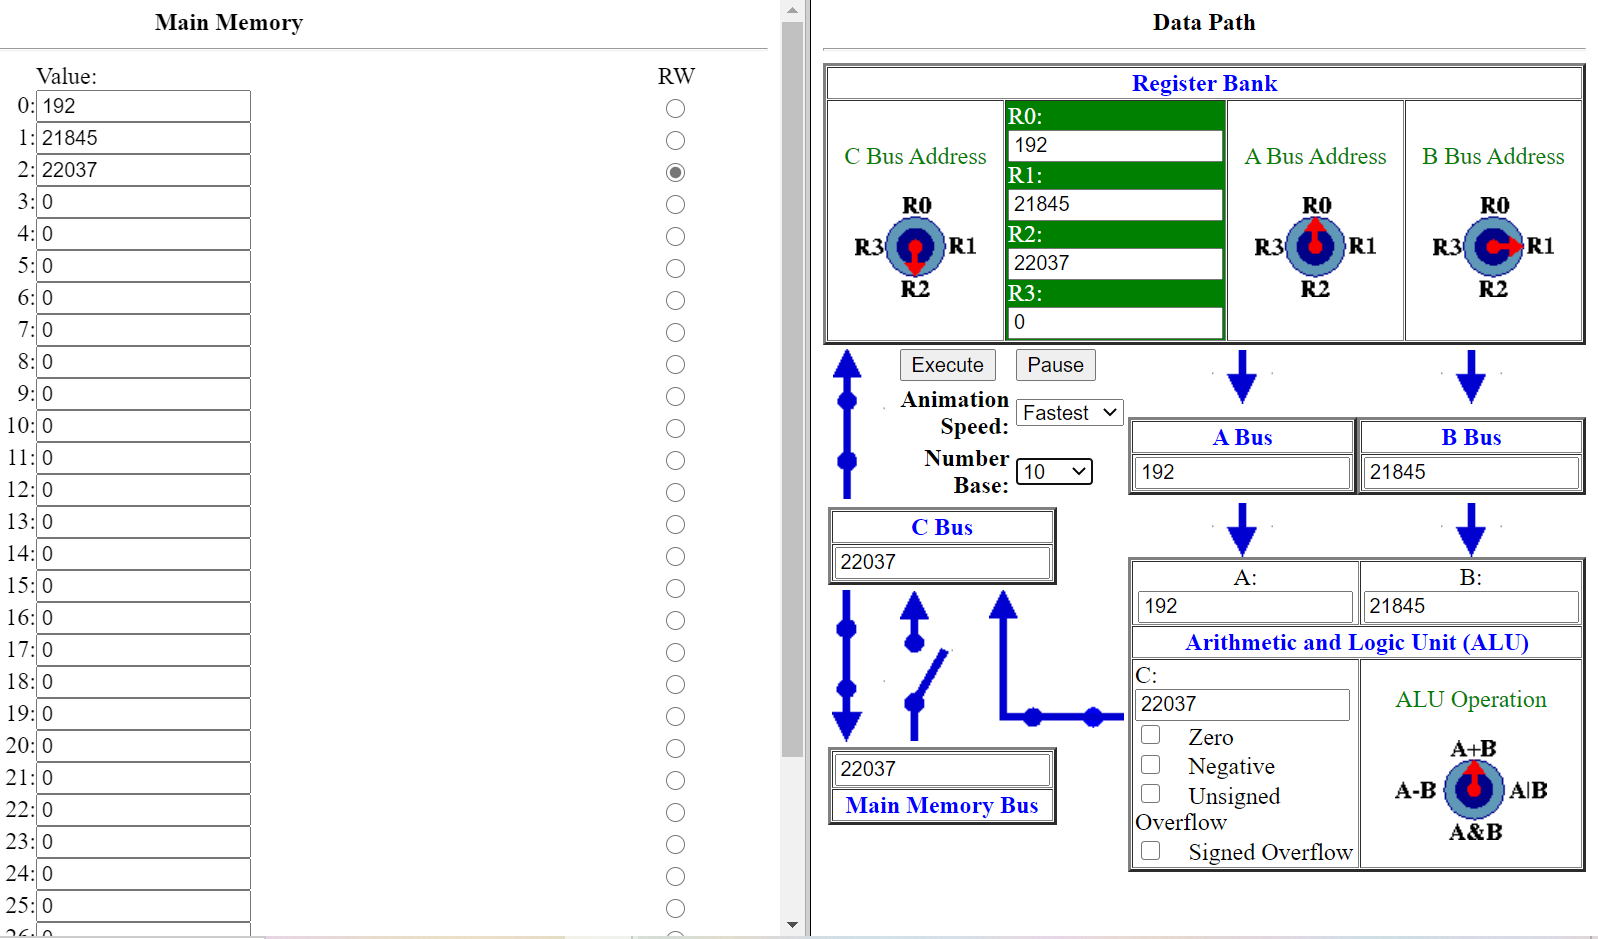 Main Memory
Value: RW
0: 192
1: 21845
2: 22037
3: 0
4: 0
5: 0
6: 0
7: 0
8: 0
9: 0
10: 0
11: 0
12: 0
13: 0
14: 0
15: 0
16: 0
17: 0
18: 0
19: 0
20: 0
21: 0
22: 0
23: 0
24: 0
25: 0
26: 0
Data Path
Register Bank
C Bus Address
R0
R3 R1
R2
R0:
192
R1:
21845
R2:
22037
R3:
0
A Bus Address
R0
R3 R1
R2
B Bus Address
R0
R3 R1
R2
Execute Pause
Animation
Speed: Fastest
Number
Base: 10
A Bus
192
B Bus
21845
C Bus
22037
A:
192
B:
21845
Arithmetic and Logic Unit (ALU)
C:
22037
Zero
Negative
Unsigned
Overflow
Signed Overflow
ALU Operation
A+B
A-B A|B
A&B
22037
Main Memory Bus